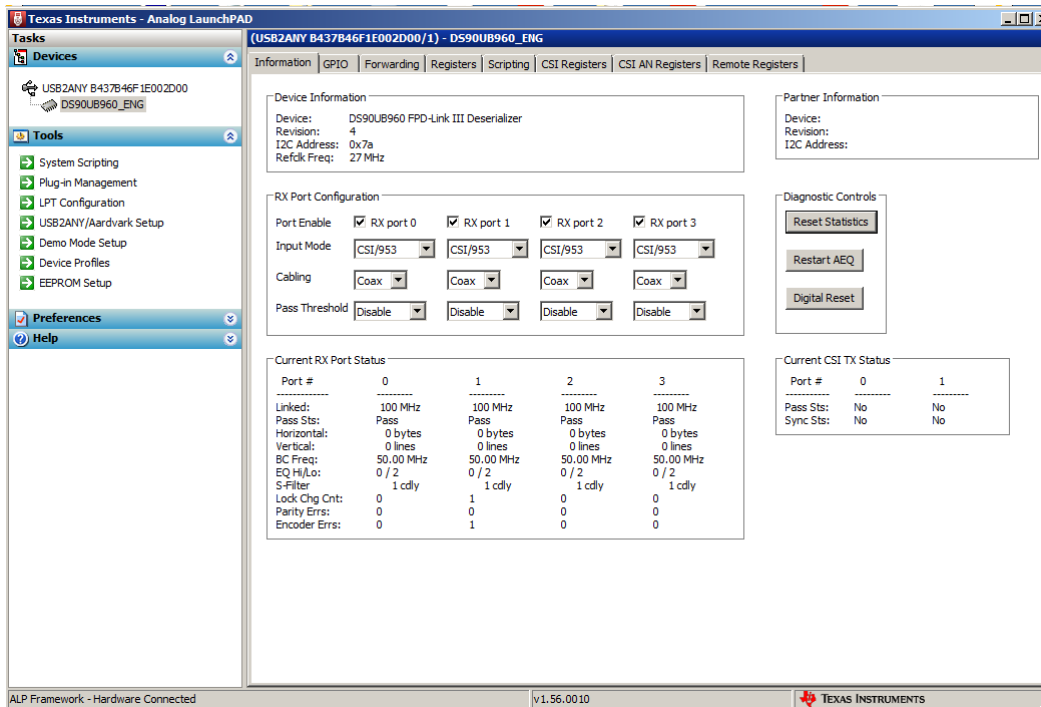 Texas Instruments - Analog LaunchPAD
Tasks
Devices
USB2ANY B437B46F1E002D00
DS90UB960_ENG
Tools
System Scripting
Plug-in Management
LPT Configuration
USB2ANY/Aardvark Setup
Demo Mode Setup
Device Profiles
EEPROM Setup
Preferences
Help
(USB2ANY B437B46F1E002D00/1) - DS90UB960_ENG
Information GPIO Forwarding Registers Scripting CSI Registers CSI AN Registers Remote Registers
Device Information
Device: DS90UB960 FPD-Link III Deserializer
Revision: 4
I2C Address: 0x7a
Refclk Freq: 27 MHz
Partner Information
Device:
Revision:
I2C Address:
RX Port Configuration
Port Enable RX port 0 RX port 1 RX port 2 RX port 3
Input Mode CSI/953 CSI/953 CSI/953 CSI/953
Cabling Coax Coax Coax Coax
Pass Threshold Disable Disable Disable Disable
Diagnostic Controls
Reset Statistics
Restart AEQ
Digital Reset
Current RX Port Status
Port # 0 1 2 3
------------- --------- --------- --------- ---------
Linked: 100 MHz 100 MHz 100 MHz 100 MHz
Pass Sts: Pass Pass Pass Pass
Horizontal: 0 bytes 0 bytes 0 bytes 0 bytes
Vertical: 0 lines 0 lines 0 lines 0 lines
BC Freq: 50.00 MHz 50.00 MHz 50.00 MHz 50.00 MHz
EQ Hi/Lo: 0 / 2 0 / 2 0 / 2 0 / 2
S-Filter 1 cdly 1 cdly 1 cdly 1 cdly
Lock Chg Cnt: 0 1 0 0
Parity Errs: 0 0 0 0
Encoder Errs: 0 1 0 0
Current CSI TX Status
Port # 0 1
----------- --------- ---------
Pass Sts: No No
Sync Sts: No No
ALP Framework - Hardware Connected
v1.56.0010
TEXAS INSTRUMENTS